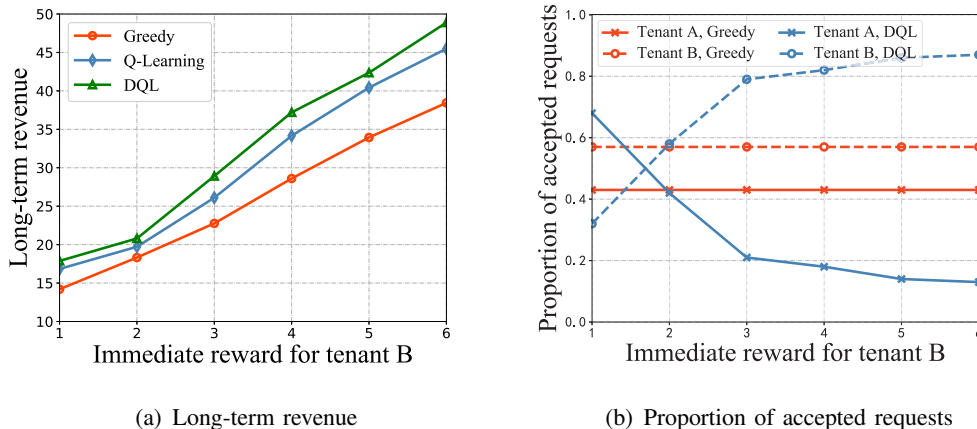 50
45
40
35
30
25
20
15
10
1 2 3 4 5 6
Long-term revenue
Immediate reward for tenant B
Greedy
Q-Learning
DQL
(a) Long-term revenue
1.0
0.8
0.6
0.4
0.2
0.0
1 2 3 4 5
Proportion of accepted requests
Immediate reward for tenant B
Tenant A, Greedy Tenant A, DQL
Tenant B, Greedy Tenant B, DQL
(b) Proportion of accepted requests